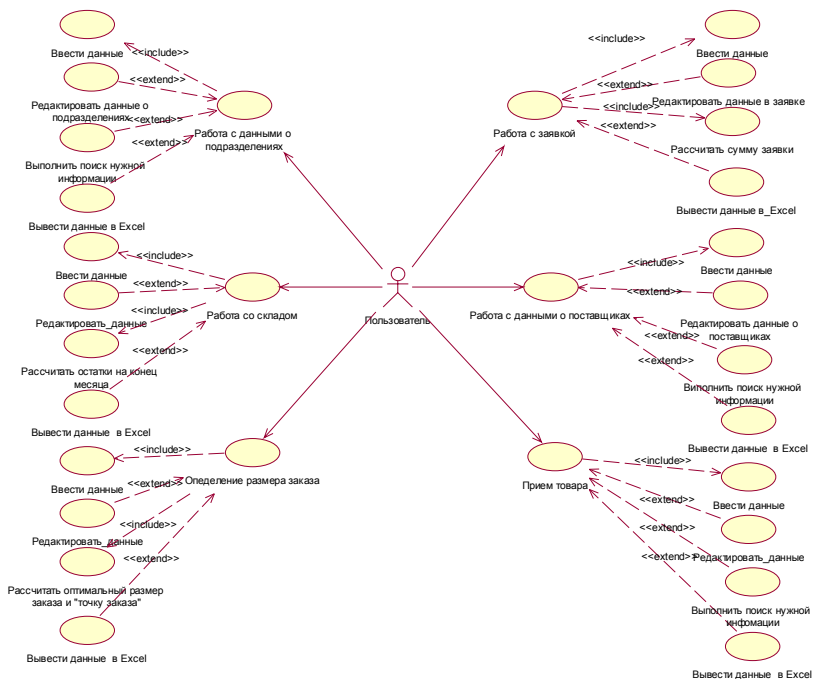 Ввести данные
<<include>>
<<extend>>
Редактировать данные о
подразделениях
<<extend>>
Выполнить поиск нужной
информации
<<extend>>
Вывести данные в Excel
Работа с данными о
подразделениях
<<include>>
Ввести данные
<<extend>>
Редактировать_данные
<<include>>
Рассчитать остатки на конец
месяца
<<extend>>
Вывести данные  в Excel
Работа со складом
<<include>>
Ввести данные
<<extend>>
Редактировать_данные
<<include>>
Рассчитать оптимальный размер
заказа и "точку заказа"
<<extend>>
Вывести данные  в Excel
Опеделение размера заказа
Пользователь
<<include>>
Ввести данные
<<extend>>
Редактировать данные в заявке
<<include>>
Рассчитать сумму заявки
<<extend>>
Вывести данные в_Excel
Работа с заявкой
<<include>>
Ввести данные
<<extend>>
Редактировать данные о
поставщиках
<<extend>>
Виполнить поиск нужной
информации
<<extend>>
Вывести данные  в Excel
Работа с данными о поставщиках
<<include>>
Ввести данные
<<extend>>
Редактировать_данные
<<extend>>
Выполнить поиск нужной
инфомации
<<extend>>
Вывести данные  в Excel
Прием товара